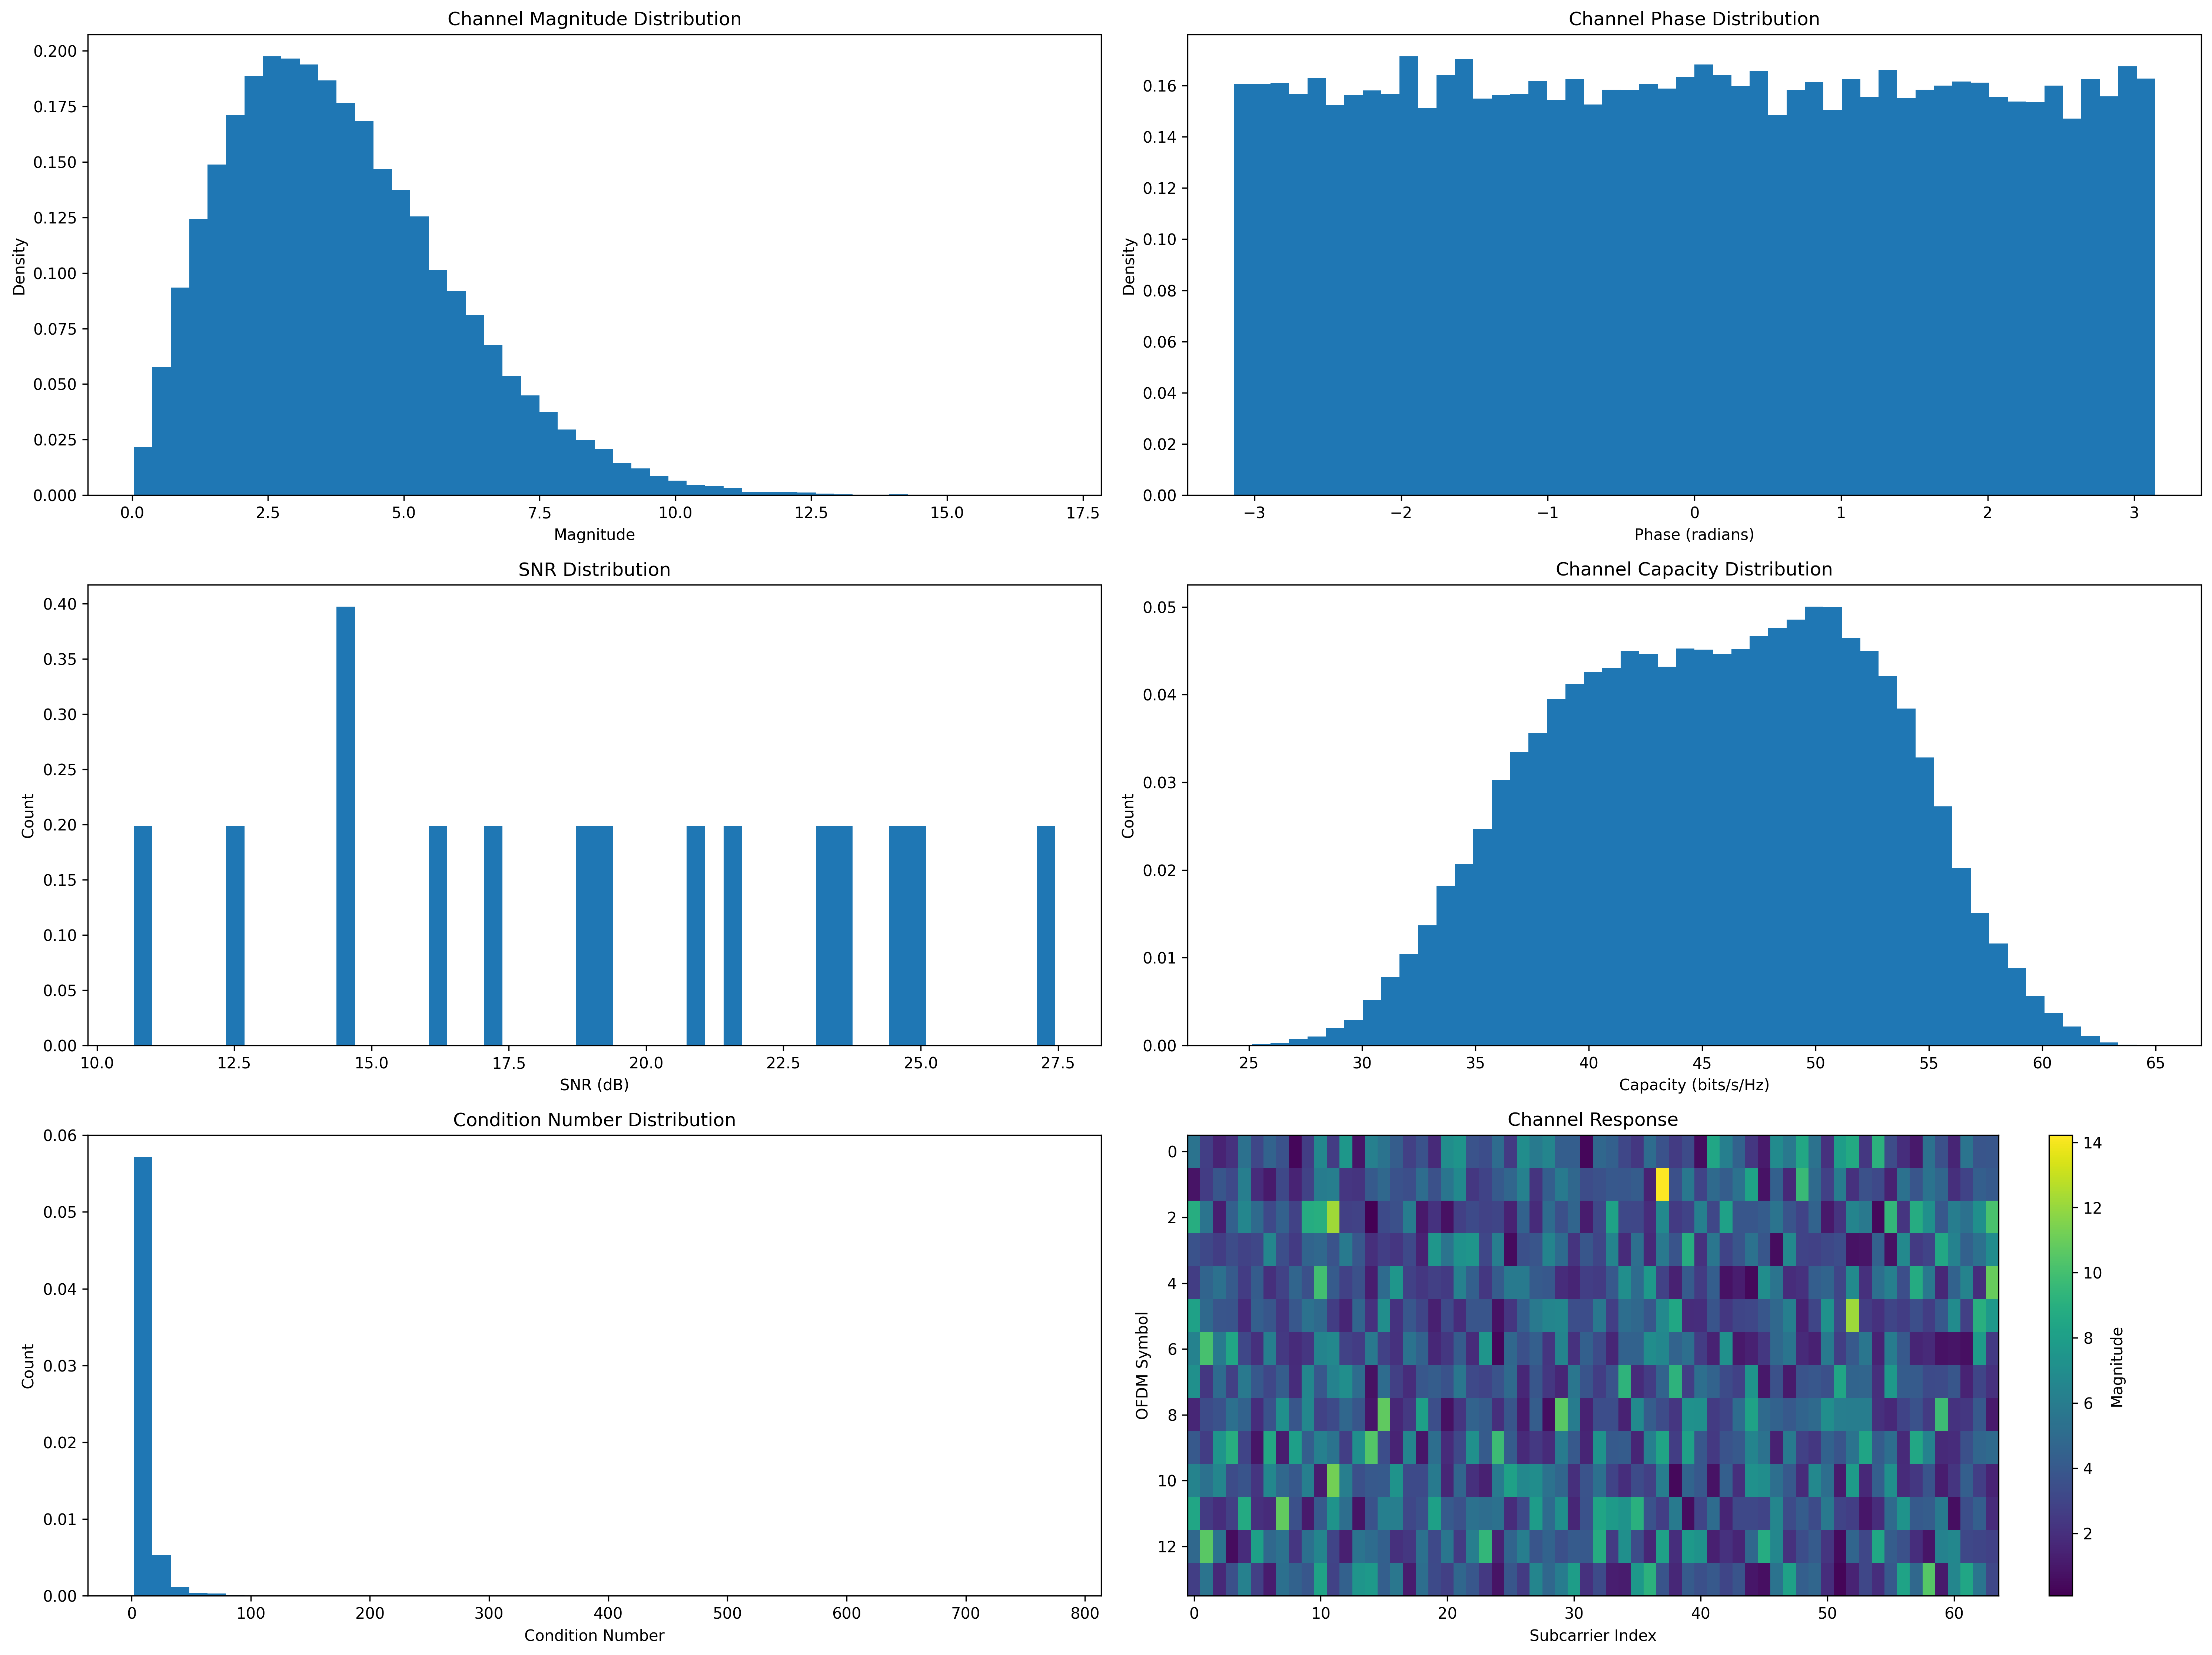 Channel Magnitude Distribution
Density
0.200
0.175
0.150
0.125
0.100
0.075
0.050
0.025
0.000
0.0 2.5 5.0 7.5 10.0 12.5 15.0 17.5
Magnitude
Channel Phase Distribution
Density
0.16
0.14
0.12
0.10
0.08
0.06
0.04
0.02
0.00
−3 −2 −1 0 1 2 3
Phase (radians)
SNR Distribution
Count
0.40
0.35
0.30
0.25
0.20
0.15
0.10
0.05
0.00
10.0 12.5 15.0 17.5 20.0 22.5 25.0 27.5
SNR (dB)
Channel Capacity Distribution
Count
0.05
0.04
0.03
0.02
0.01
0.00
25 30 35 40 45 50 55 60 65
Capacity (bits/s/Hz)
Condition Number Distribution
Count
0.06
0.05
0.04
0.03
0.02
0.01
0.00
0 100 200 300 400 500 600 700 800
Condition Number
Channel Response
OFDM Symbol
0
2
4
6
8
10
12
0 10 20 30 40 50 60
Subcarrier Index
14
12
10
8
6
4
2
Magnitude